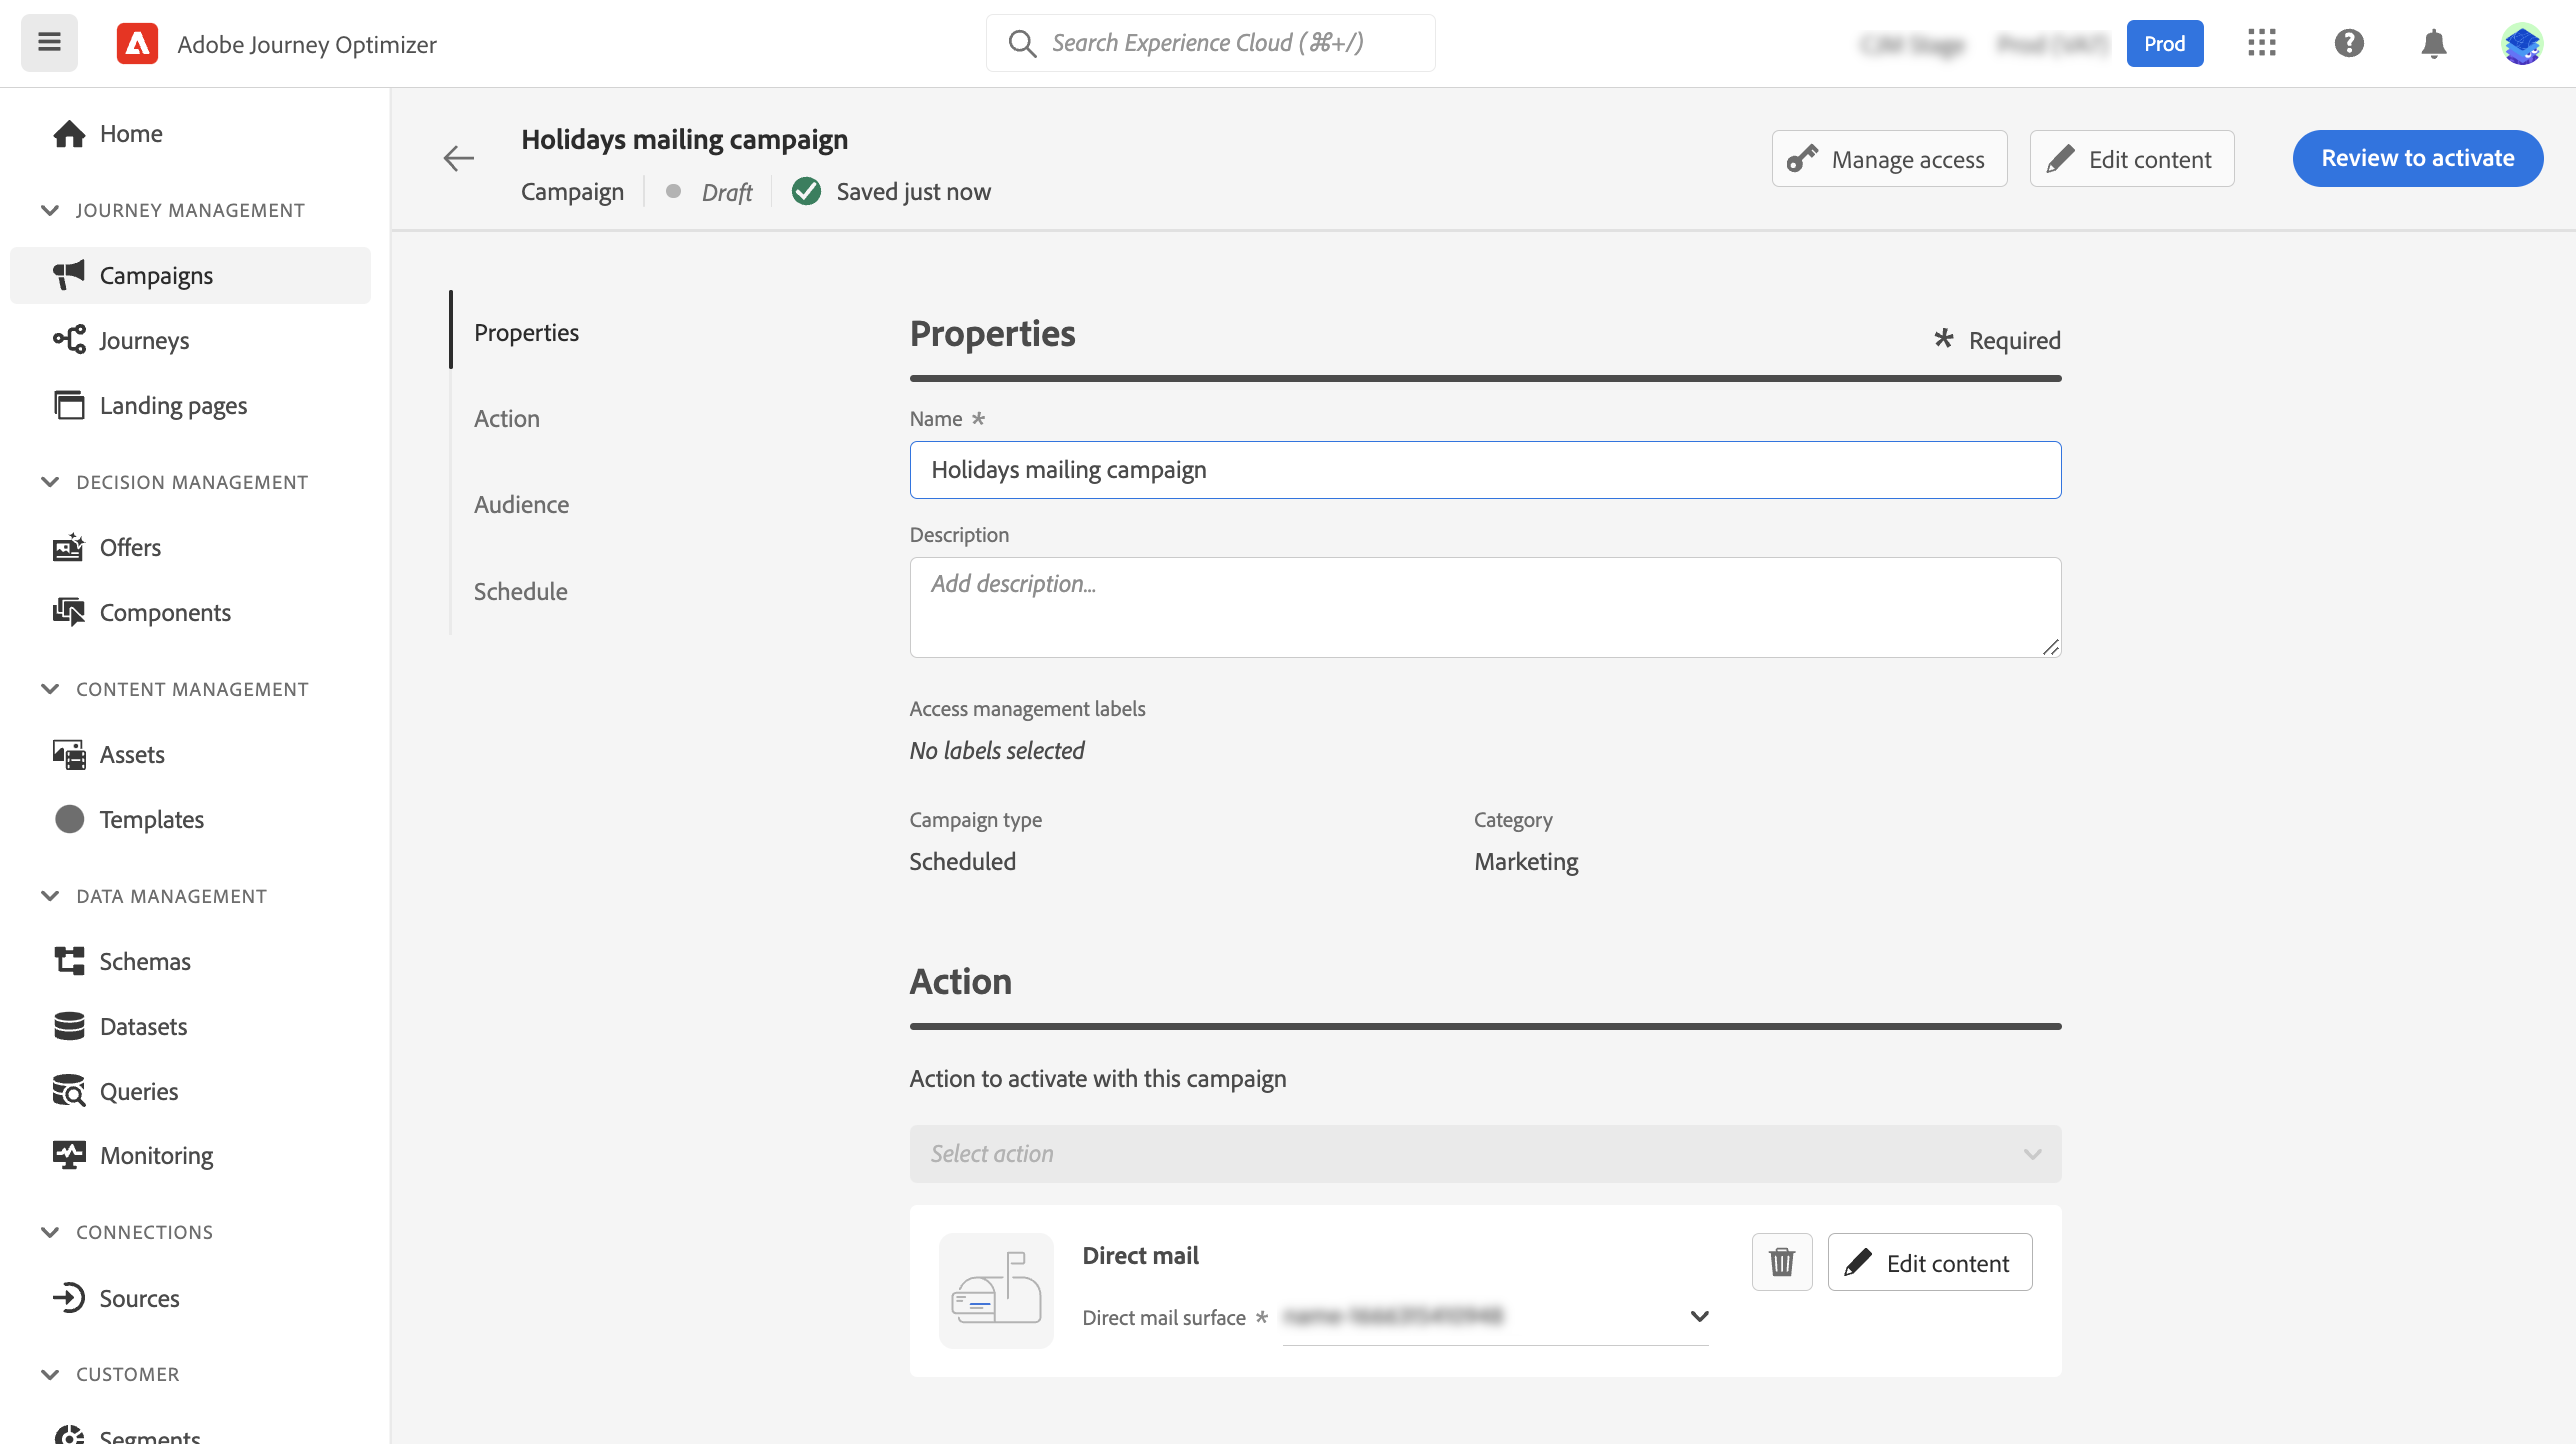 Adobe Journey Optimizer
Search Experience Cloud (⌘+/)
Prod
Home
JOURNEY MANAGEMENT
Campaigns
Journeys
Landing pages
DECISION MANAGEMENT
Offers
Components
CONTENT MANAGEMENT
Assets
Templates
DATA MANAGEMENT
Schemas
Datasets
Queries
Monitoring
CONNECTIONS
Sources
CUSTOMER
Segments
Holidays mailing campaign
Campaign Draft Saved just now
Manage access
Edit content
Review to activate
Properties
Action
Audience
Schedule
Properties
* Required
Name *
Holidays mailing campaign
Description
Add description...
Access management labels
No labels selected
Campaign type
Scheduled
Category
Marketing
Action
Action to activate with this campaign
Select action
Direct mail
Edit content
Direct mail surface *